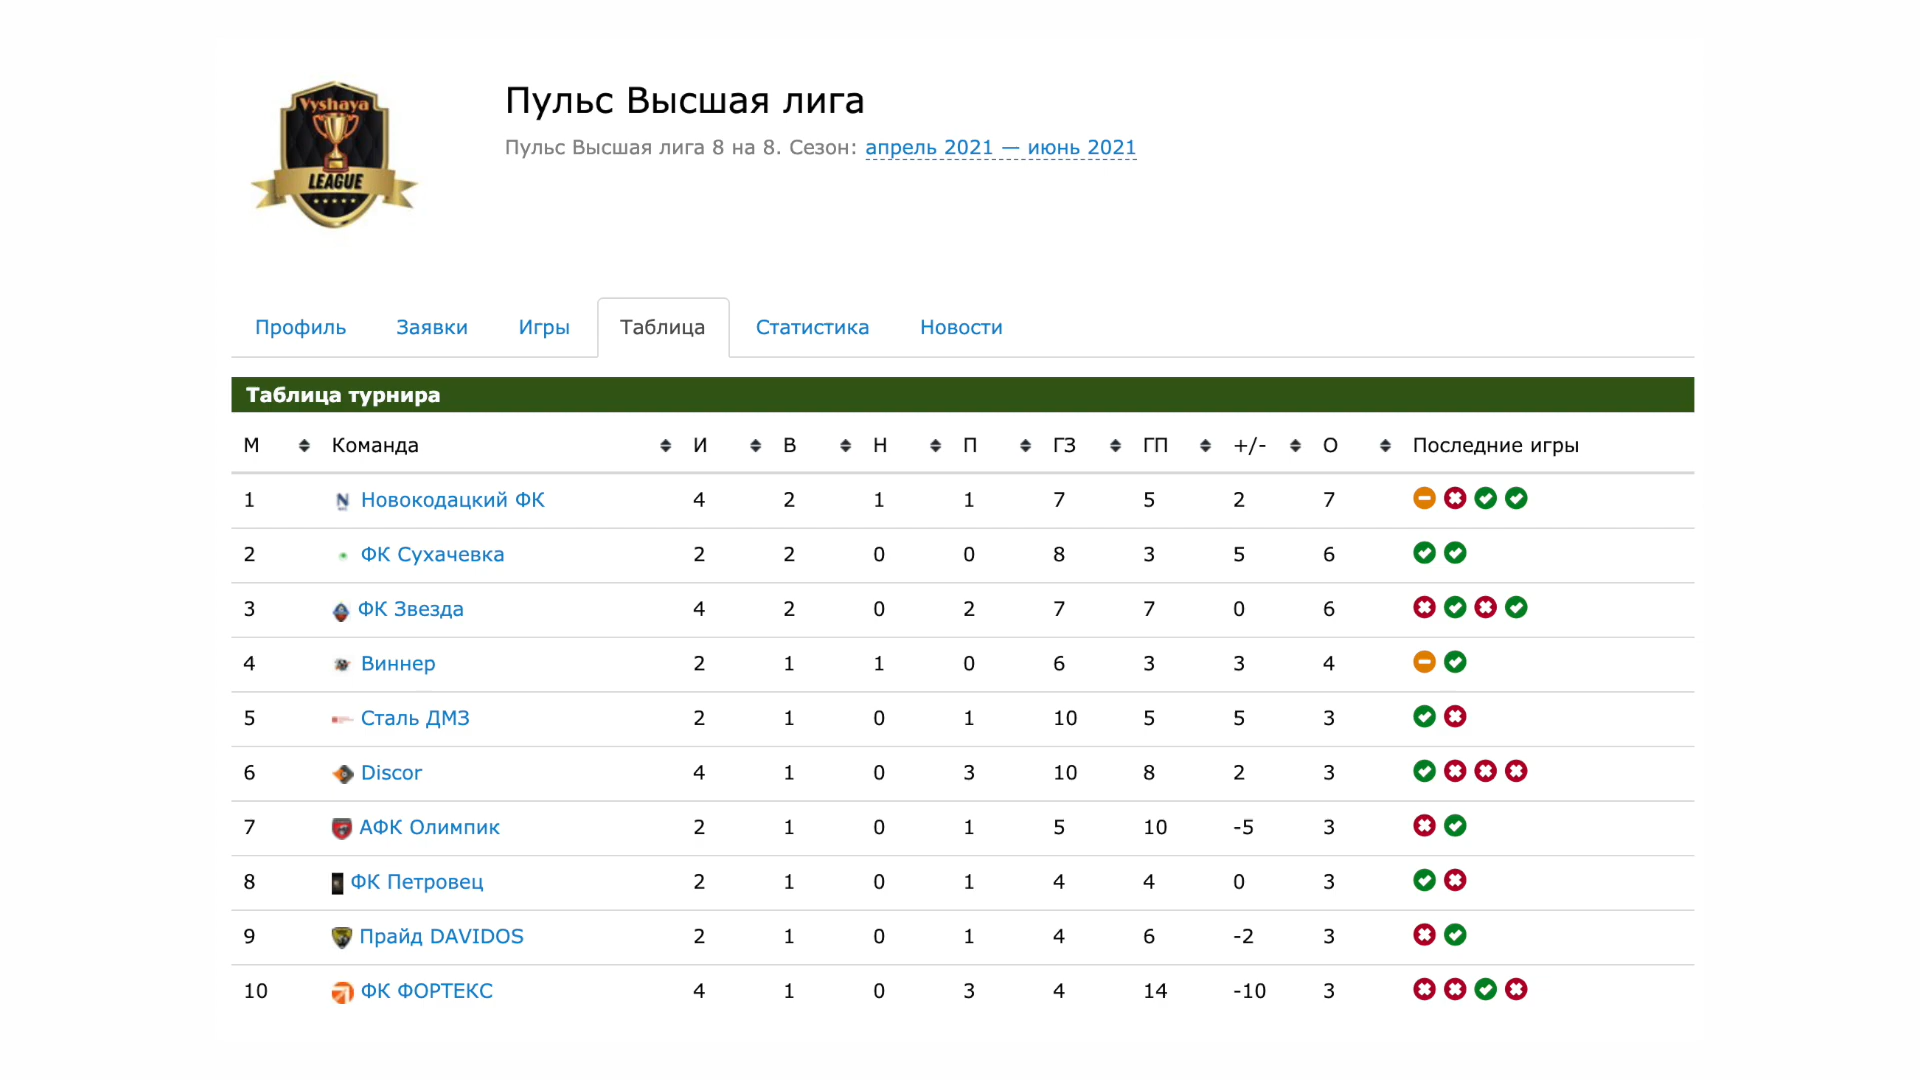 Vyshaya
LEAGUE
Пульс Высшая лига
Пульс Высшая лига 8 на 8. Сезон: апрель 2021 — июнь 2021
Профиль Заявки Игры Таблица Статистика Новости
Таблица турнира
М Команда И В Н П ГЗ ГП +/- О Последние игры
1 Новокодацкий ФК 4 2 1 1 7 5 2 7
2 ФК Сухачевка 2 2 0 0 8 3 5 6
3 ФК Звезда 4 2 0 2 7 7 0 6
4 Виннер 2 1 1 0 6 3 3 4
5 Сталь ДМЗ 2 1 0 1 10 5 5 3
6 Discor 4 1 0 3 10 8 2 3
7 АФК Олимпик 2 1 0 1 5 10 -5 3
8 ФК Петровец 2 1 0 1 4 4 0 3
9 Прайд DAVIDOS 2 1 0 1 4 6 -2 3
10 ФК ФОРТЕКС 4 1 0 3 4 14 -10 3